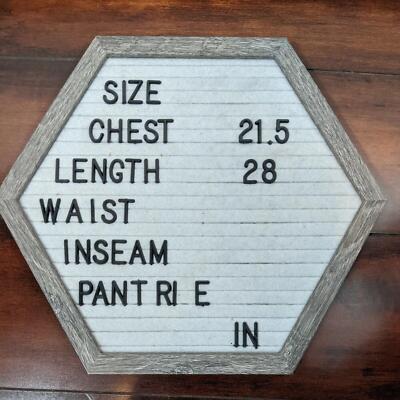 SIZE
CHEST 21.5
LENGTH 28
WAIST
INSEAM
PANT RI E
IN